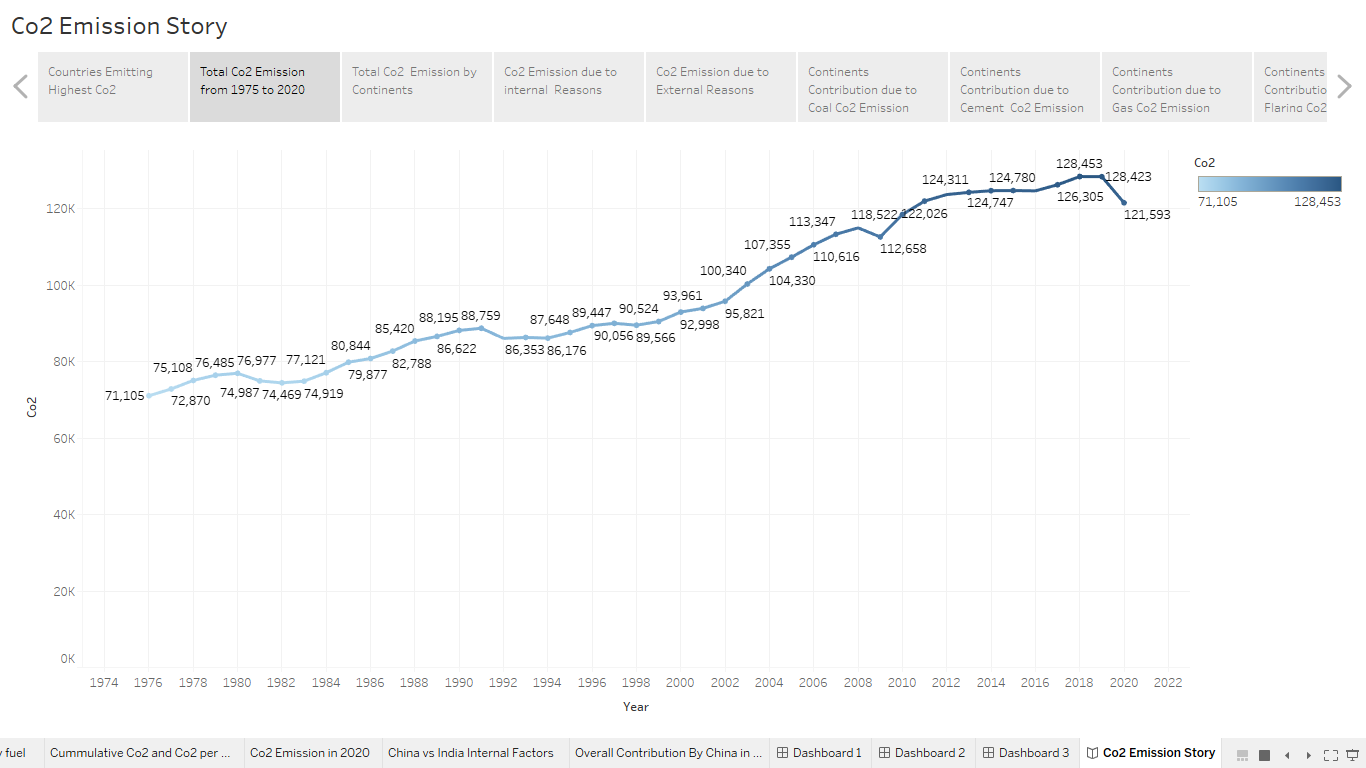 Co2 Emission Story
Countries Emitting
Highest Co2
Total Co2 Emission
from 1975 to 2020
Total Co2  Emission by
Continents
Co2 Emission due to
internal  Reasons
Co2 Emission due to
External Reasons
Continents
Contribution due to
Coal Co2 Emission
Continents
Contribution due to
Cement  Co2 Emission
Continents
Contribution due to
Gas Co2 Emission
Continents
Contributio
Flaring Co2
Co2
71,105 128,453
128,453
128,423
124,311 124,780
124,747 126,305
121,593
113,347 118,522 122,026
107,355 110,616 112,658
100,340 104,330
93,961
95,821
92,998
88,195 88,759 87,648 89,447 90,524
85,420 86,622 86,353 86,176 90,056 89,566
80,844 82,788
75,108 76,485 76,977 77,121 79,877
71,105 72,870 74,987 74,469 74,919
120K
100K
80K
60K
40K
20K
0K
Co2
1974 1976 1978 1980 1982 1984 1986 1988 1990 1992 1994 1996 1998 2000 2002 2004 2006 2008 2010 2012 2014 2016 2018 2020 2022
Year
fuel Cummulative Co2 and Co2 per ... Co2 Emission in 2020 China vs India Internal Factors Overall Contribution By China in ... Dashboard 1 Dashboard 2 Dashboard 3 Co2 Emission Story